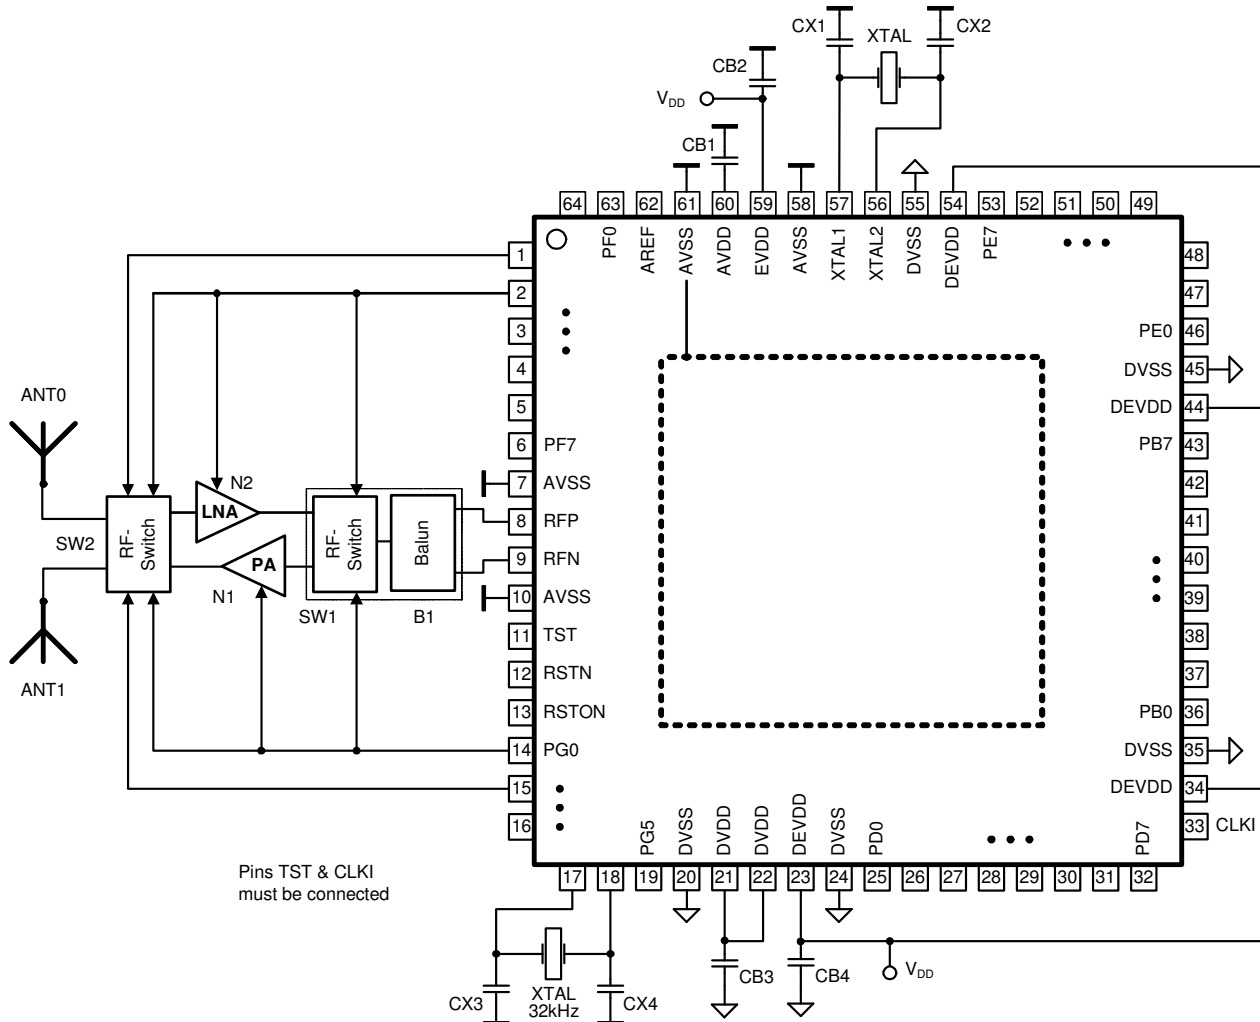 CX1
XTAL
CX2
CB2
VDD
CB1
64
63
62
61
60
59
58
57
56
55
54
53
52
51
50
49
PF0
AREF
AVSS
AVDD
EVDD
AVSS
XTAL1
XTAL2
DVSS
DEVDD
PE7
1
2
3
4
5
6 PF7
7 AVSS
8 RFP
9 RFN
10 AVSS
11 TST
12 RSTN
13 RSTON
14 PG0
15
16
48
47
PE0 46
DVSS 45
DEVDD 44
PB7 43
42
41
40
39
38
37
PB0 36
DVSS 35
DEVDD 34
33 CLKI
ANT0
ANT1
SW2
RF-
Switch
N2
LNA
PA
N1
RF-
Switch
SW1
Balun
B1
PG5
DVSS
DVDD
DVDD
DEVDD
DVSS
PD0
PD7
17
18
19
20
21
22
23
24
25
26
27
28
29
30
31
32
Pins TST & CLKI
must be connected
CX3
XTAL
32kHz
CX4
CB3
CB4
VDD